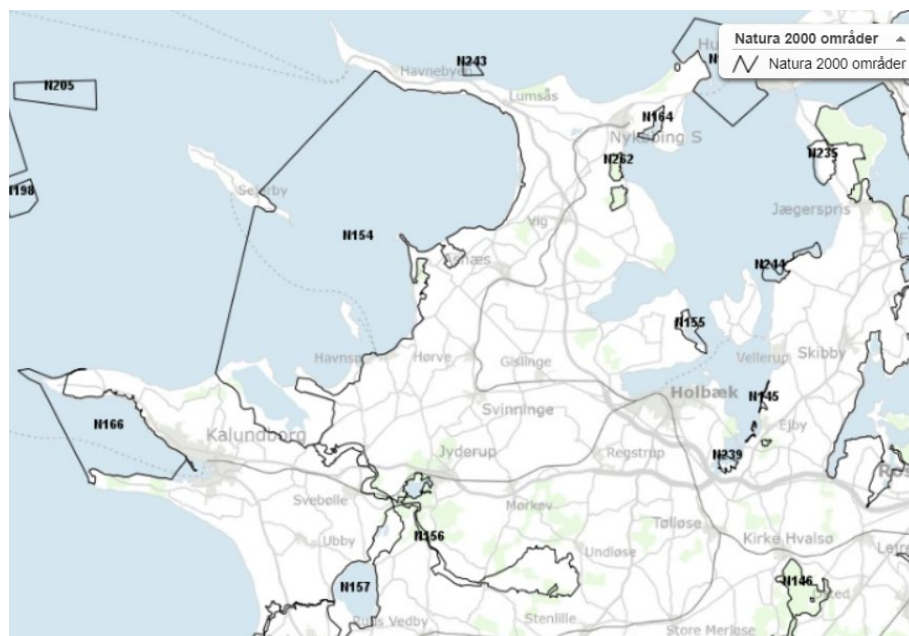 Natura 2000 områder
Natura 2000 områder
N243
Havnebyen
Lumsås
N205
N164
Nykøbing S
N262
N235
N198
Sejerby
Jægerspris
N154
Vig
Asnæs
N244
N155
Havnsø
Hørve
Gislinge
Vellerup
Skibby
Holbæk
N145
Svinninge
N166
Kalundborg
Ejby
Jyderup
Regstrup
N239
Svebølle
Mørkøv
Tølløse
Ubby
N156
Kirke Hvalsø
Undløse
N157
N146
Ruds Vedby
Stenlille
Store Merløse